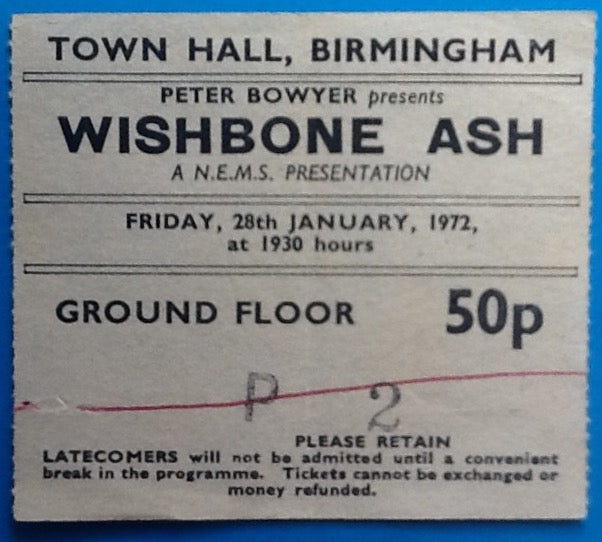 TOWN HALL, BIRMINGHAM
PETER BOWYER presents
WISHBONE ASH
A N.E.M.S. PRESENTATION
FRIDAY, 28th JANUARY, 1972,
at 1930 hours
GROUND FLOOR 50p
P 2
PLEASE RETAIN
LATECOMERS will not be admitted until a convenient
break in the programme. Tickets cannot be exchanged or
money refunded.